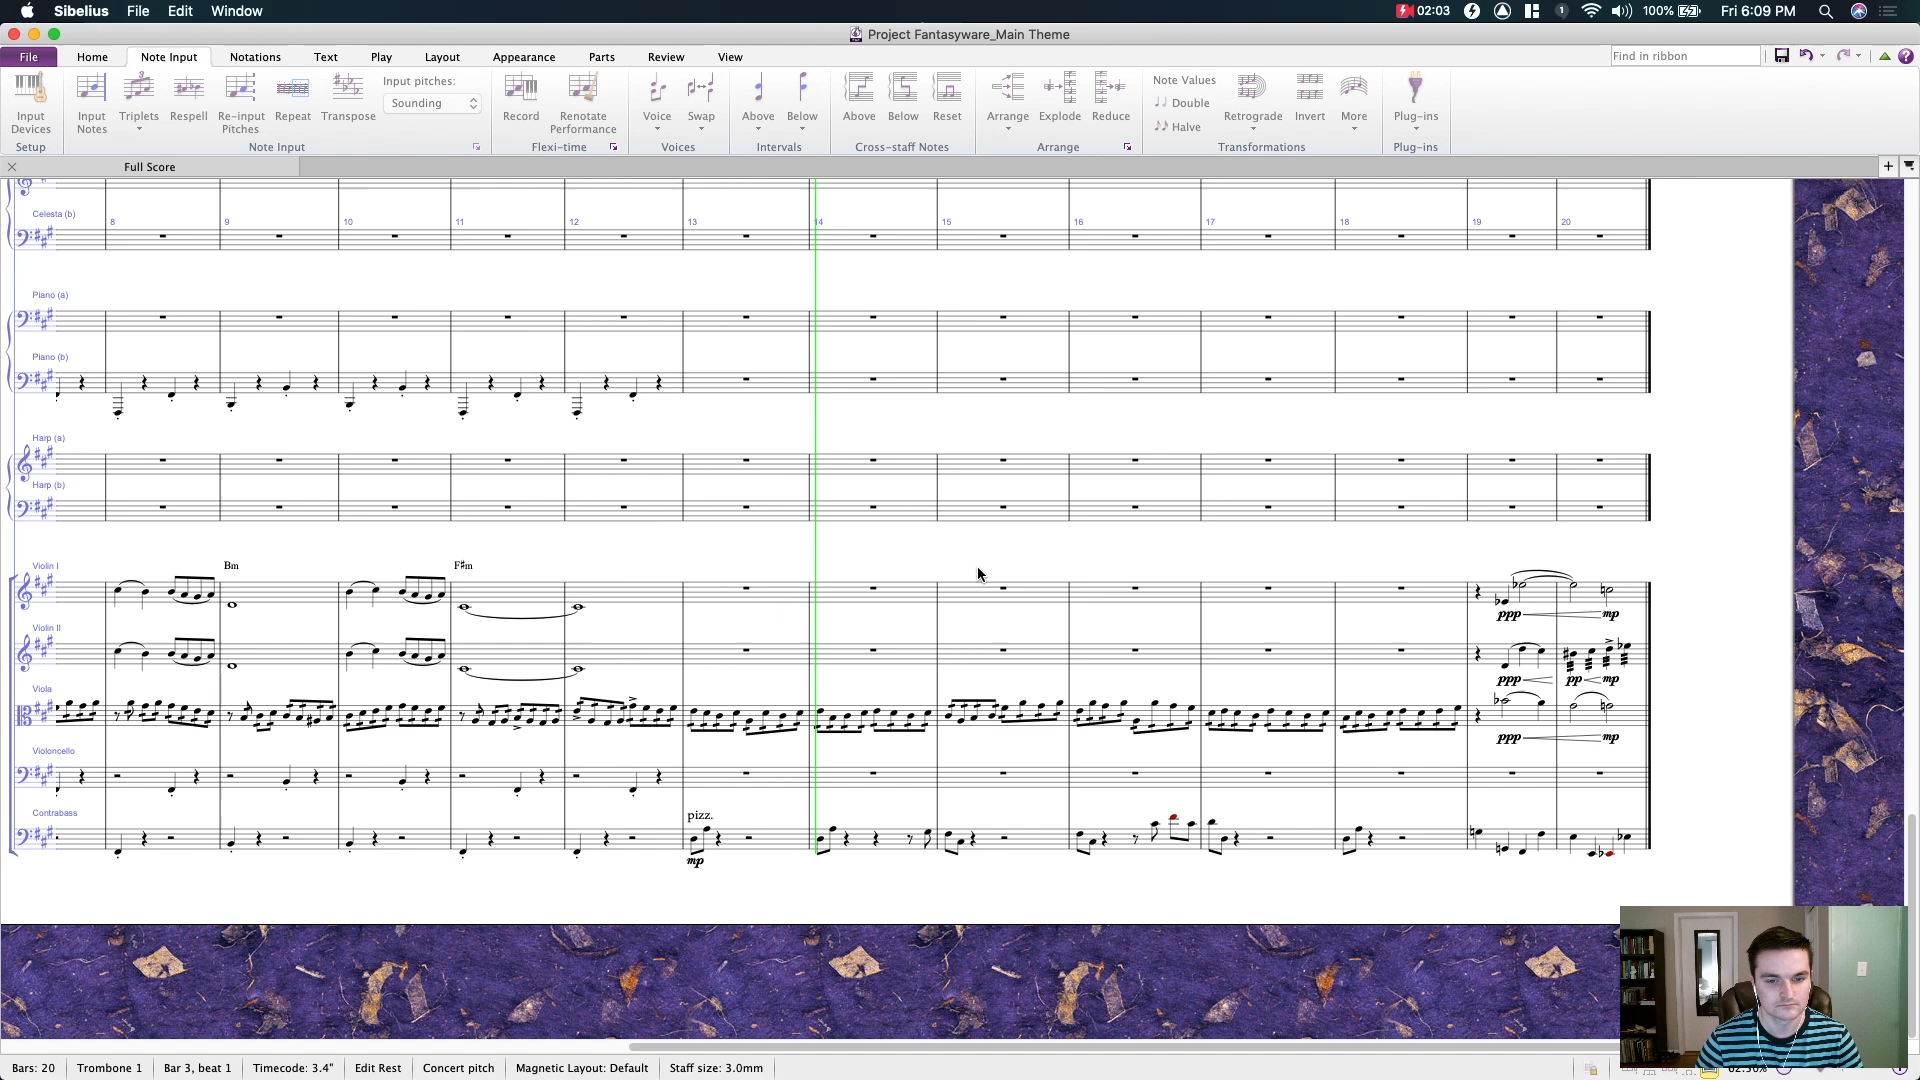 Sibelius File Edit Window 02:03 1 100% Fri 6:09 PM
Project Fantasyware_Main Theme
File Home Note Input Notations Text Play Layout Appearance Parts Review View Find in ribbon
Input Devices
Input Notes
Triplets
Respell
Re-input Pitches
Repeat
Transpose
Input pitches:
Sounding
Record
Renotate Performance
Voice
Swap
Above
Below
Above
Below
Reset
Arrange
Explode
Reduce
Note Values
Double
Halve
Retrograde
Invert
More
Plug-ins
Setup Note Input Flexi-time Voices Intervals Cross-staff Notes Arrange Transformations Plug-ins
Full Score
Celesta (b)
8 9 10 11 12 13 14 15 16 17 18 19 20
Piano (a)
Piano (b)
Harp (a)
Harp (b)
Violin I
Bm F♯m
ppp mp
Violin II
ppp pp mp
Viola
ppp mp
Violoncello
Contrabass
pizz.
mp
Bars: 20 Trombone 1 Bar 3, beat 1 Timecode: 3.4" Edit Rest Concert pitch Magnetic Layout: Default Staff size: 3.0mm